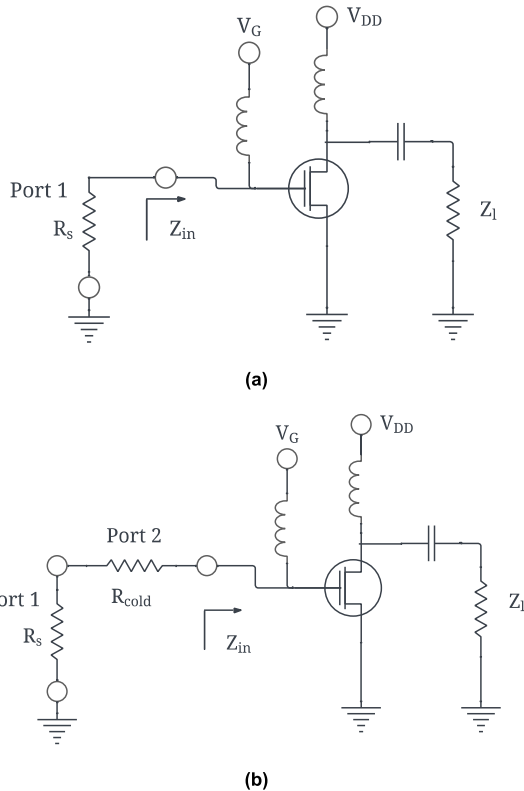 V_G
V_DD
Port 1
R_s
Z_in
Z_l
(a)
V_G
V_DD
Port 2
ort 1
R_cold
R_s
Z_in
Z_l
(b)